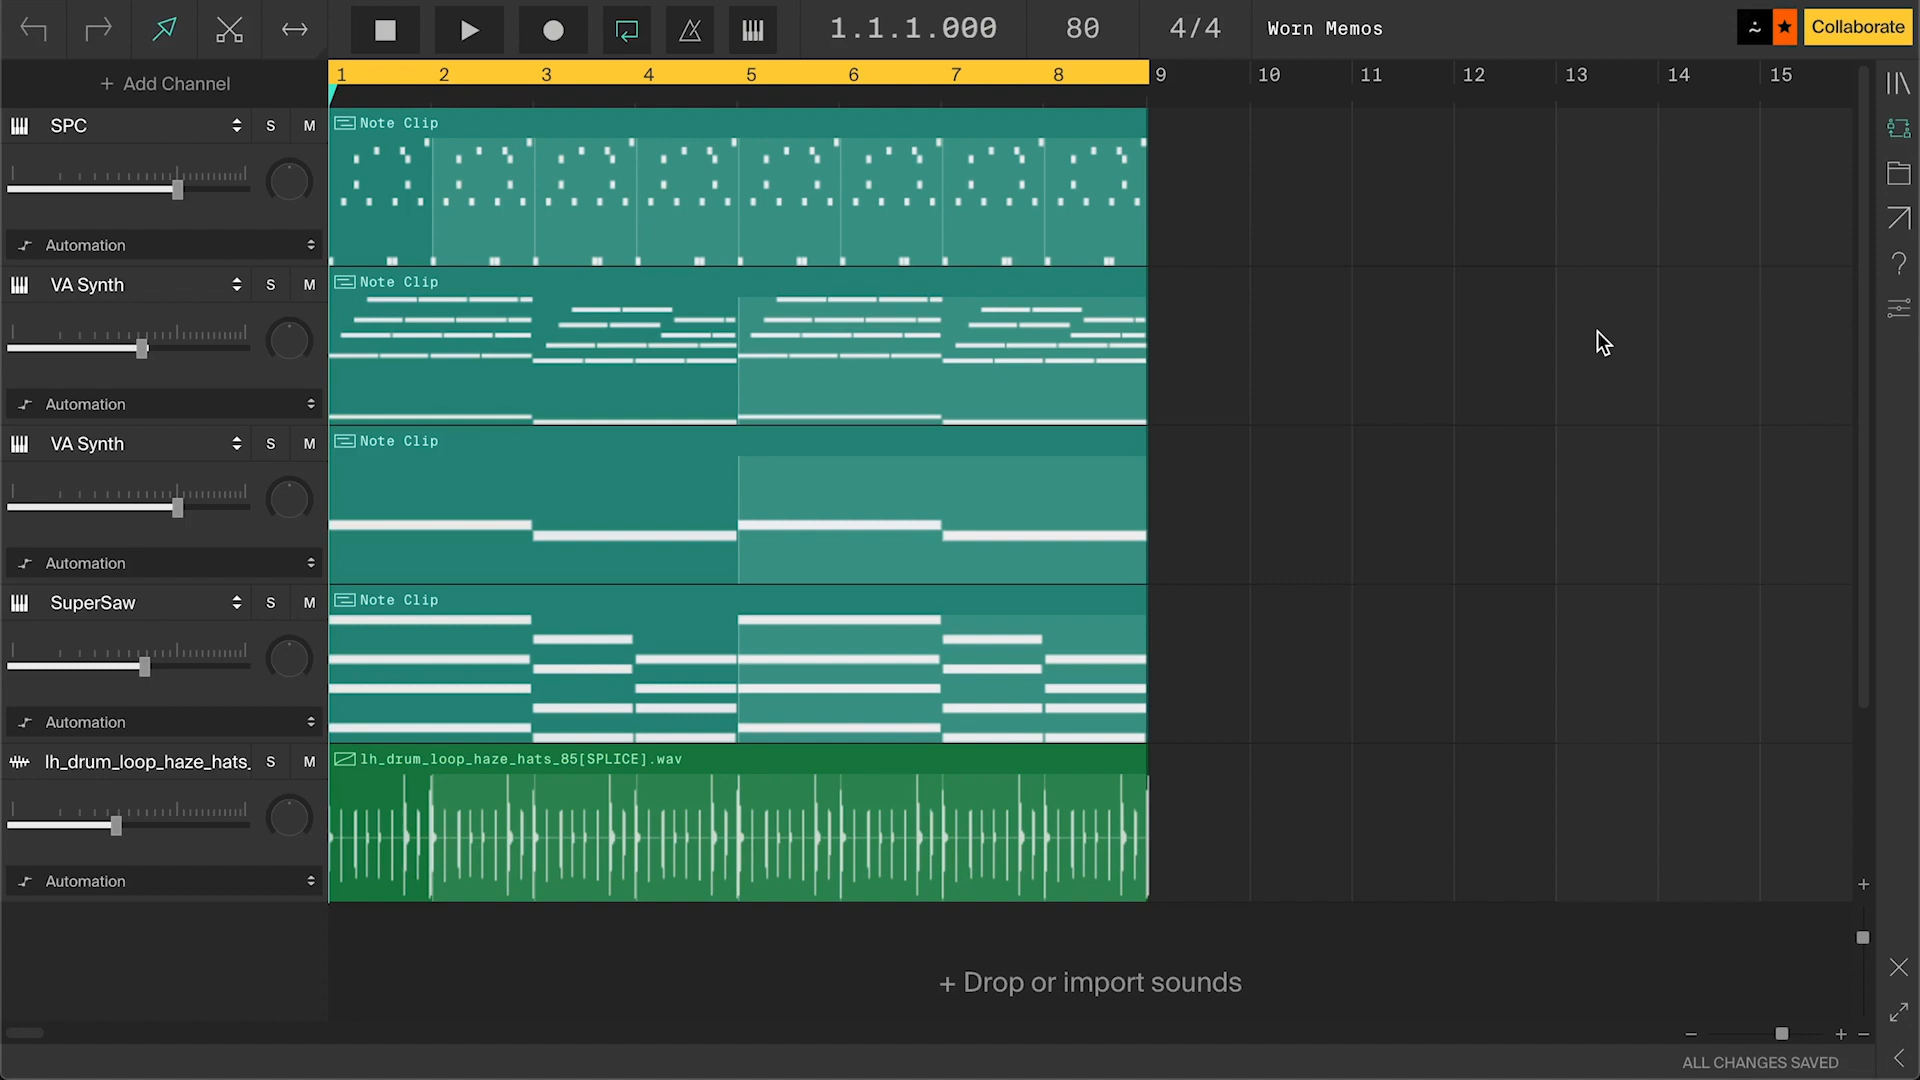 1.1.1.000 80 4/4 Worn Memos Collaborate
+ Add Channel
1 2 3 4 5 6 7 8 9 10 11 12 13 14 15
SPC S M
Note Clip
Automation
VA Synth S M
Note Clip
Automation
VA Synth S M
Note Clip
Automation
SuperSaw S M
Note Clip
Automation
lh_drum_loop_haze_hats_ S M
lh_drum_loop_haze_hats_85[SPLICE].wav
Automation
+ Drop or import sounds
ALL CHANGES SAVED